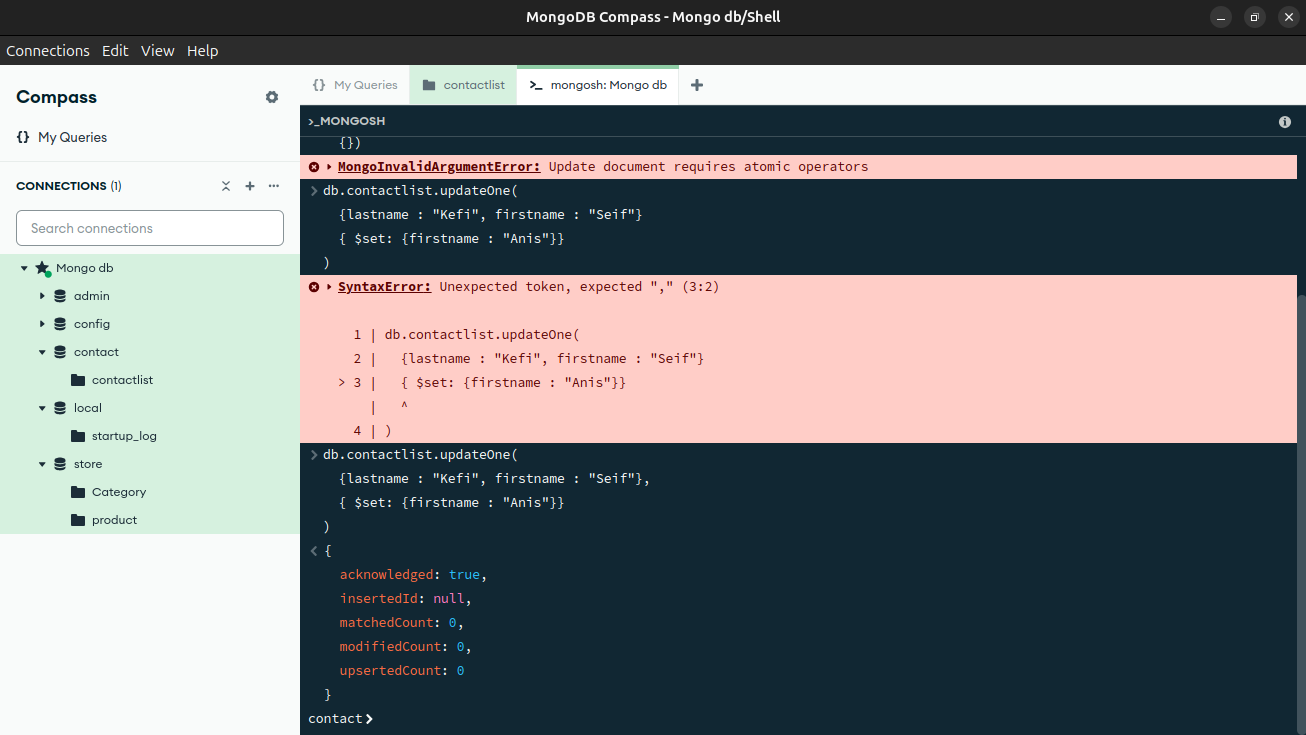 MongoDB Compass - Mongo db/Shell
Connections Edit View Help
Compass
{} My Queries
CONNECTIONS (1)
Search connections
Mongo db
admin
config
contact
contactlist
local
startup_log
store
Category
product
{} My Queries
contactlist
>_ mongosh: Mongo db
>_MONGOSH
{})
MongoInvalidArgumentError: Update document requires atomic operators
db.contactlist.updateOne(
{lastname : "Kefi", firstname : "Seif"}
{ $set: {firstname : "Anis"}}
)
SyntaxError: Unexpected token, expected "," (3:2)
1 | db.contactlist.updateOne(
2 |   {lastname : "Kefi", firstname : "Seif"}
> 3 |   { $set: {firstname : "Anis"}}
|   ^
4 | )
db.contactlist.updateOne(
{lastname : "Kefi", firstname : "Seif"},
{ $set: {firstname : "Anis"}}
)
{
acknowledged: true,
insertedId: null,
matchedCount: 0,
modifiedCount: 0,
upsertedCount: 0
}
contact>